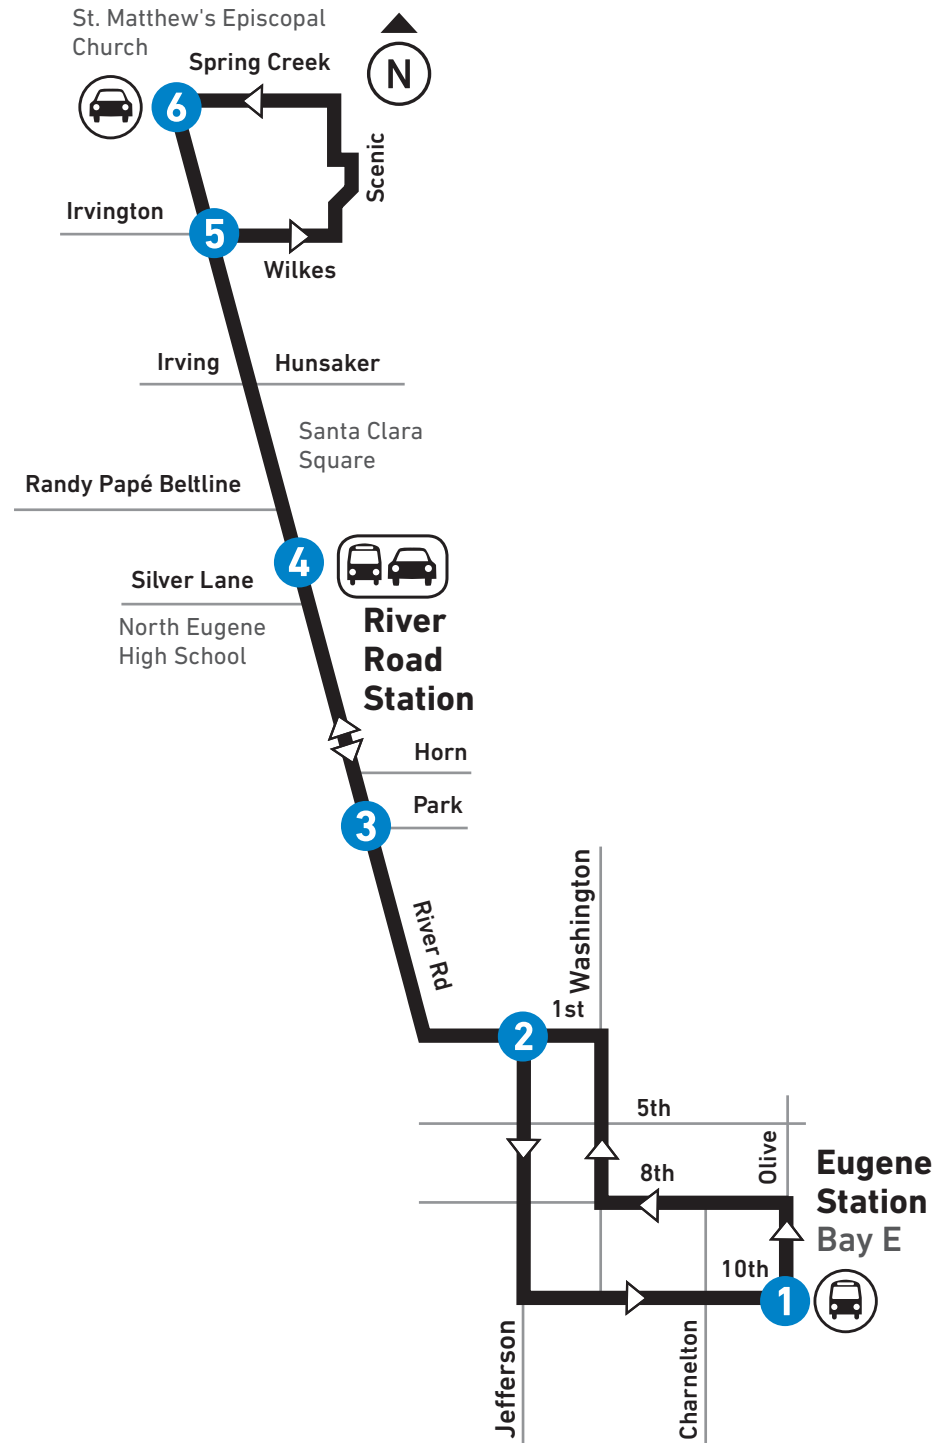 St. Matthew's Episcopal
Church
Spring Creek
N
6
Scenic
Irvington
5
Wilkes
Irving
Hunsaker
Santa Clara
Square
Randy Papé Beltline
4
Silver Lane
River
Road
Station
North Eugene
High School
Horn
Park
3
River Rd
Washington
1st
2
5th
Olive
8th
Eugene
Station
Bay E
10th
1
Jefferson
Charnelton